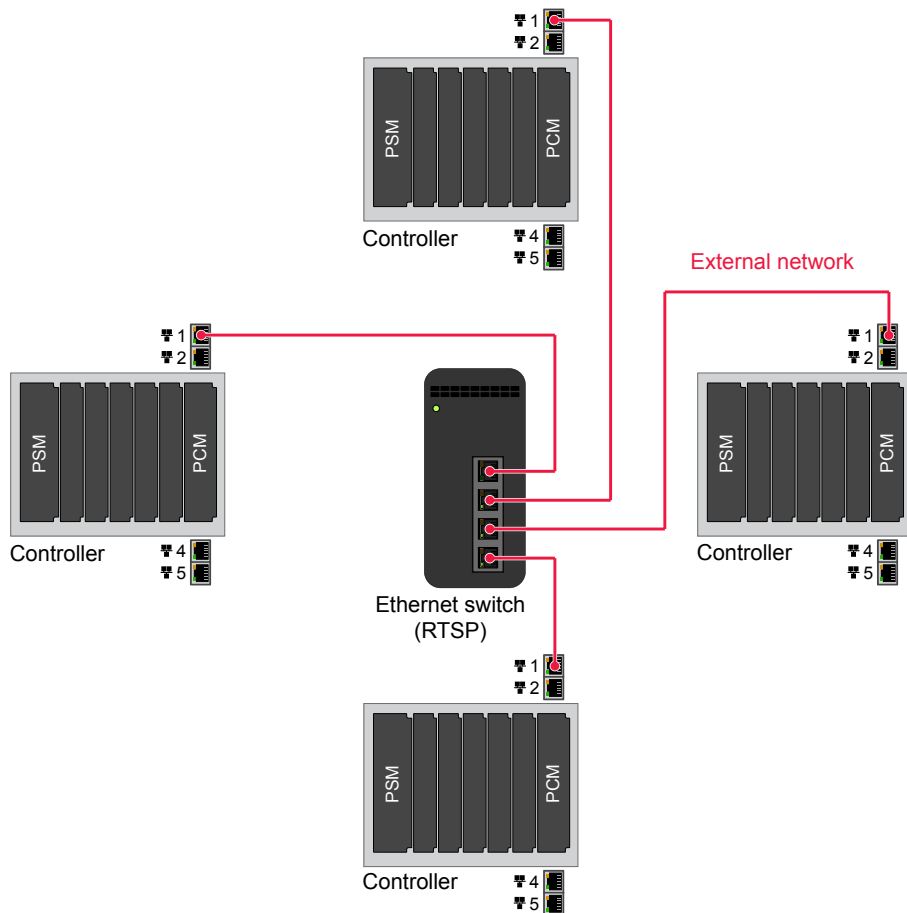 1
2
PSM
PCM
Controller
4
5
External network
1
2
PSM
PCM
Controller
4
5
1
2
PSM
PCM
Controller
4
5
Ethernet switch
(RTSP)
1
2
PSM
PCM
Controller
4
5